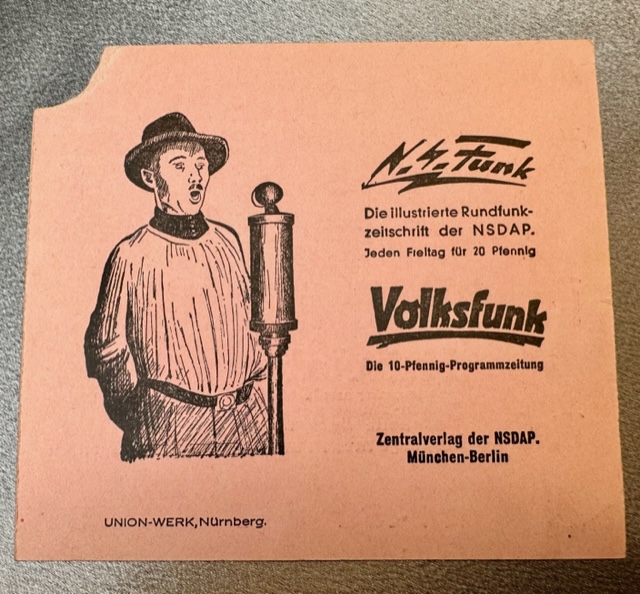 N.S. Funk
Die illustrierte Rundfunk-
zeitschrift der NSDAP.
Jeden Freitag für 20 Pfennig
Volksfunk
Die 10-Pfennig-Programmzeitung
Zentralverlag der NSDAP.
München-Berlin
UNION-WERK, Nürnberg.